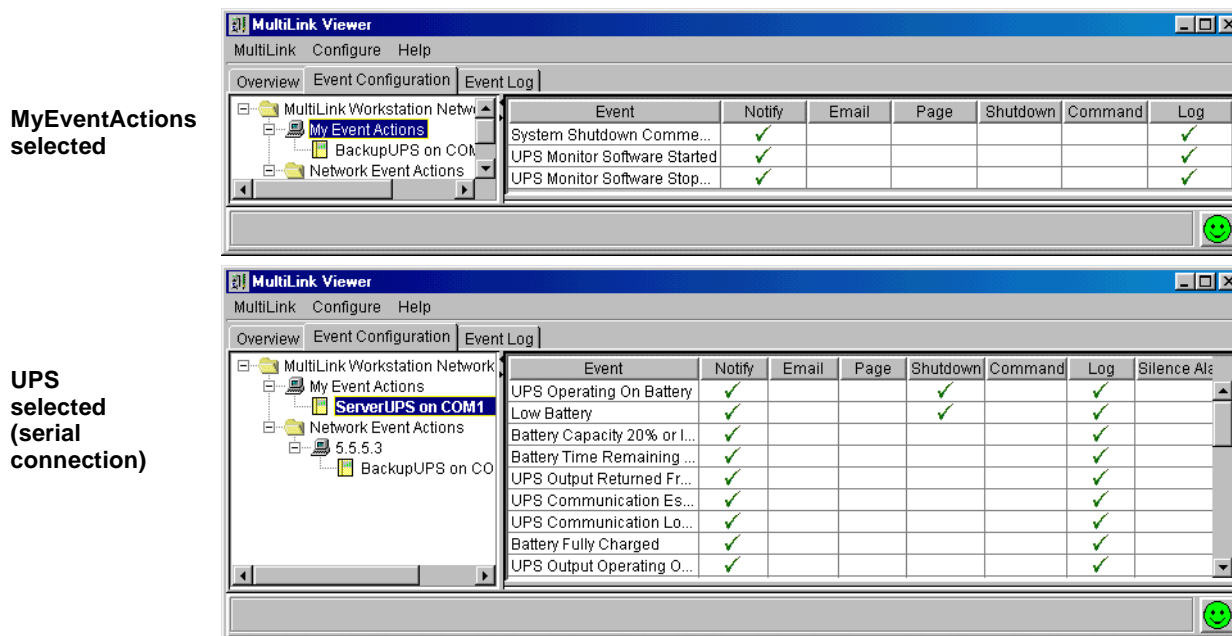 MyEventActions
selected
MultiLink Viewer
MultiLink Configure Help
Overview Event Configuration Event Log
MultiLink Workstation Netw
My Event Actions
BackupUPS on COM
Network Event Actions
Event Notify Email Page Shutdown Command Log
System Shutdown Comme...
UPS Monitor Software Started
UPS Monitor Software Stop...
UPS
selected
(serial
connection)
MultiLink Viewer
MultiLink Configure Help
Overview Event Configuration Event Log
MultiLink Workstation Network
My Event Actions
ServerUPS on COM1
Network Event Actions
5.5.5.3
BackupUPS on CO
Event Notify Email Page Shutdown Command Log Silence Ala
UPS Operating On Battery
Low Battery
Battery Capacity 20% or l...
Battery Time Remaining ...
UPS Output Returned Fr...
UPS Communication Es...
UPS Communication Lo...
Battery Fully Charged
UPS Output Operating O...